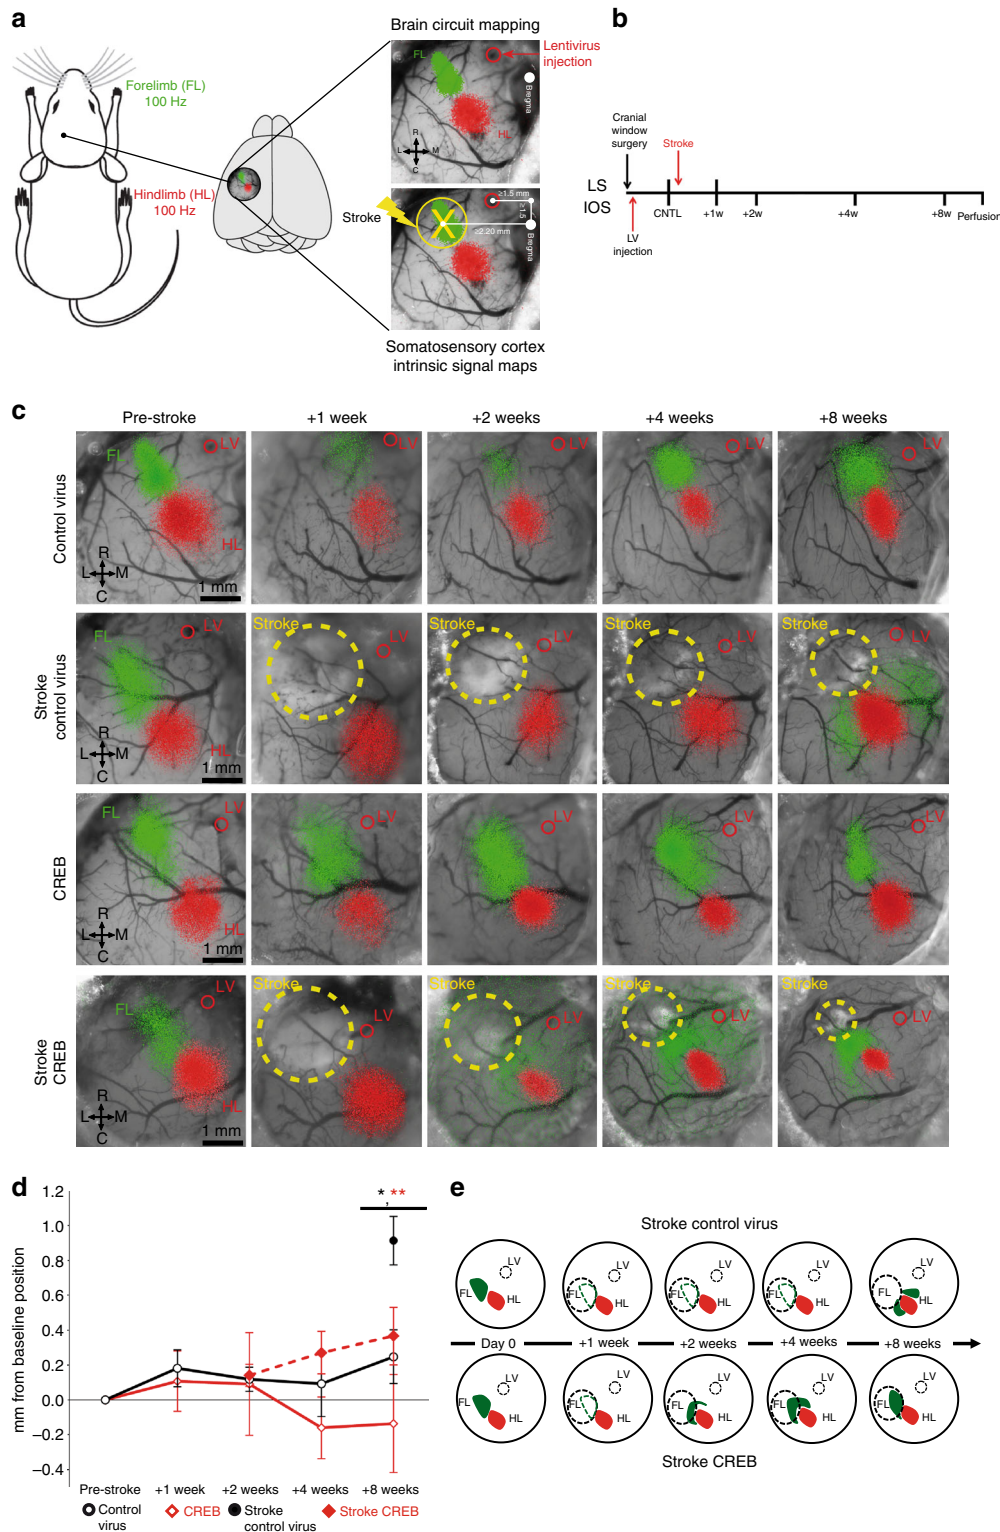 a
Brain circuit mapping
Forelimb (FL)
100 Hz
Hindlimb (HL)
100 Hz
FL
HL
Lentivirus
injection
Bregma
R
L
M
C
Stroke
≥1.5 mm
≥1.5
≥2.20 mm
Bregma
Somatosensory cortex
intrinsic signal maps
b
Cranial
window
surgery
Stroke
LS
IOS
CNTL
+1w
+2w
+4w
+8w
Perfusion
LV
injection
c
Pre-stroke
+1 week
+2 weeks
+4 weeks
+8 weeks
Control virus
FL
LV
HL
R
L
M
C
1 mm
LV
LV
LV
LV
Stroke
control virus
FL
LV
HL
R
L
M
C
1 mm
Stroke
LV
Stroke
LV
Stroke
LV
Stroke
LV
CREB
FL
LV
HL
R
L
M
C
1 mm
LV
LV
LV
LV
Stroke
CREB
FL
LV
HL
R
L
M
C
1 mm
Stroke
LV
Stroke
LV
Stroke
LV
Stroke
LV
d
mm from baseline position
1.2
1.0
0.8
0.6
0.4
0.2
0.0
−0.2
−0.4
*, **
Pre-stroke
+1 week
+2 weeks
+4 weeks
+8 weeks
Control
virus
CREB
Stroke
control virus
Stroke CREB
e
Stroke control virus
LV
FL
HL
LV
FL
HL
LV
FL
HL
LV
FL
HL
LV
FL
HL
Day 0
+1 week
+2 weeks
+4 weeks
+8 weeks
LV
FL
HL
LV
FL
HL
LV
FL
HL
LV
FL
HL
LV
FL
HL
Stroke CREB